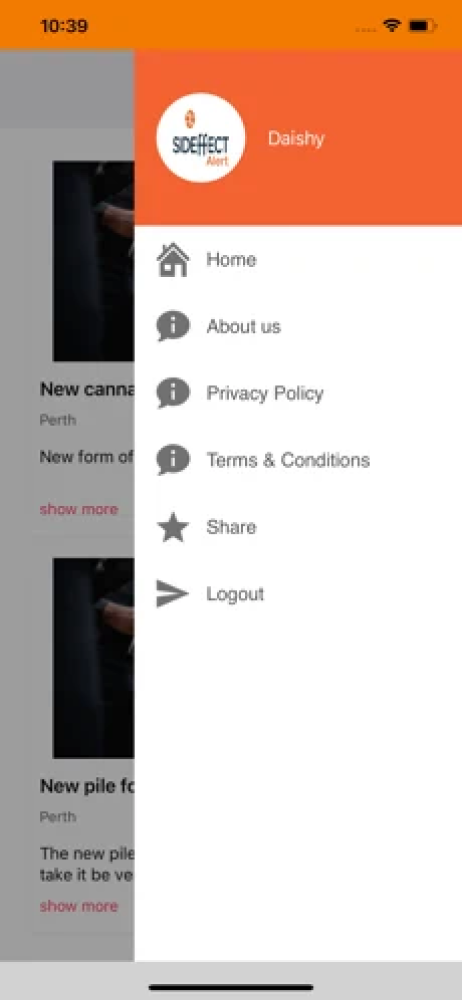 10:39
SIDEffECT
Alert
Daishy
Home
About us
Privacy Policy
Terms & Conditions
Share
Logout
New canna
Perth
New form of
show more
New pile fo
Perth
The new pile
take it be ve
show more